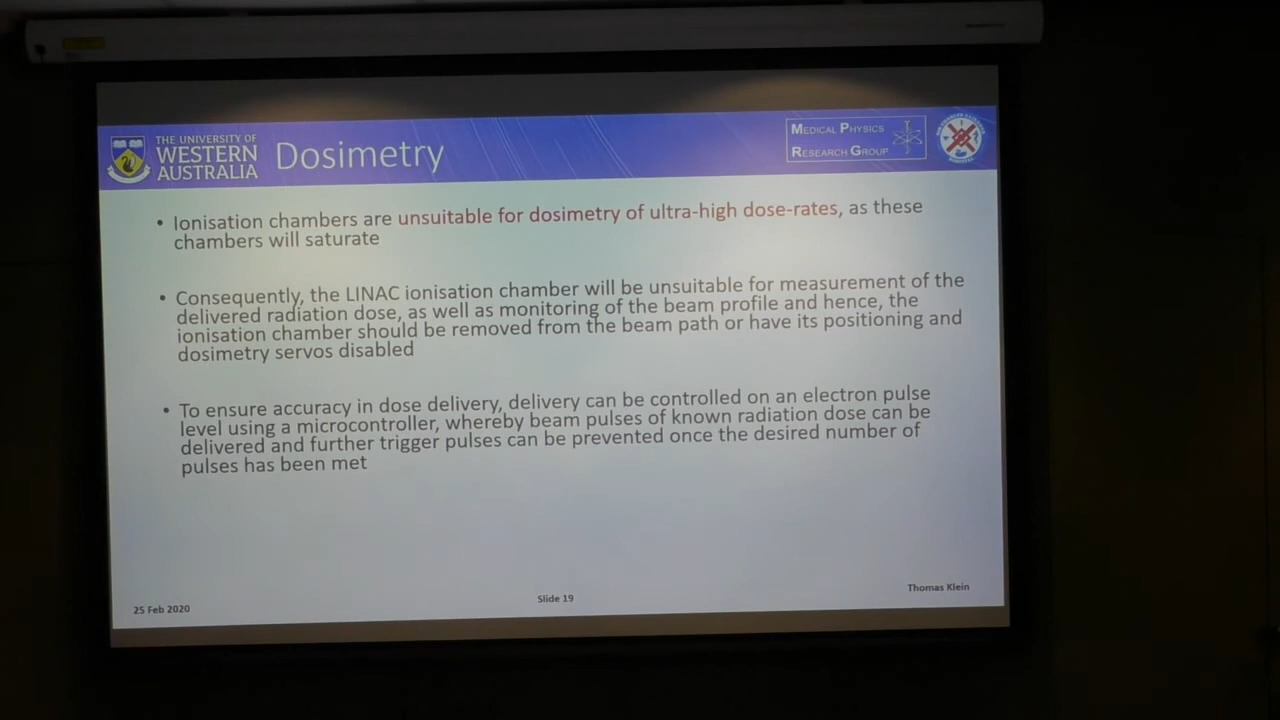 THE UNIVERSITY OF
WESTERN
AUSTRALIA
Dosimetry
MEDICAL PHYSICS
RESEARCH GROUP
• Ionisation chambers are unsuitable for dosimetry of ultra-high dose-rates, as these
chambers will saturate
• Consequently, the LINAC ionisation chamber will be unsuitable for measurement of the
delivered radiation dose, as well as monitoring of the beam profile and hence, the
ionisation chamber should be removed from the beam path or have its positioning and
dosimetry servos disabled
• To ensure accuracy in dose delivery, delivery can be controlled on an electron pulse
level using a microcontroller, whereby beam pulses of known radiation dose can be
delivered and further trigger pulses can be prevented once the desired number of
pulses has been met
25 Feb 2020
Slide 19
Thomas Klein